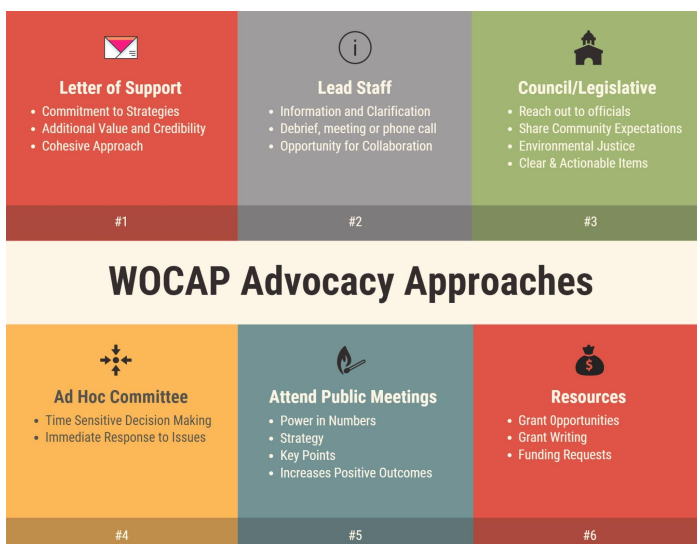 Letter of Support
• Commitment to Strategies
• Additional Value and Credibility
• Cohesive Approach
#1
i
Lead Staff
• Information and Clarification
• Debrief, meeting or phone call
• Opportunity for Collaboration
#2
Council/Legislative
• Reach out to officials
• Share Community Expectations
• Environmental Justice
• Clear & Actionable Items
#3
WOCAP Advocacy Approaches
Ad Hoc Committee
• Time Sensitive Decision Making
• Immediate Response to Issues
#4
Attend Public Meetings
• Power in Numbers
• Strategy
• Key Points
• Increases Positive Outcomes
#5
$
Resources
• Grant Opportunities
• Grant Writing
• Funding Requests
#6